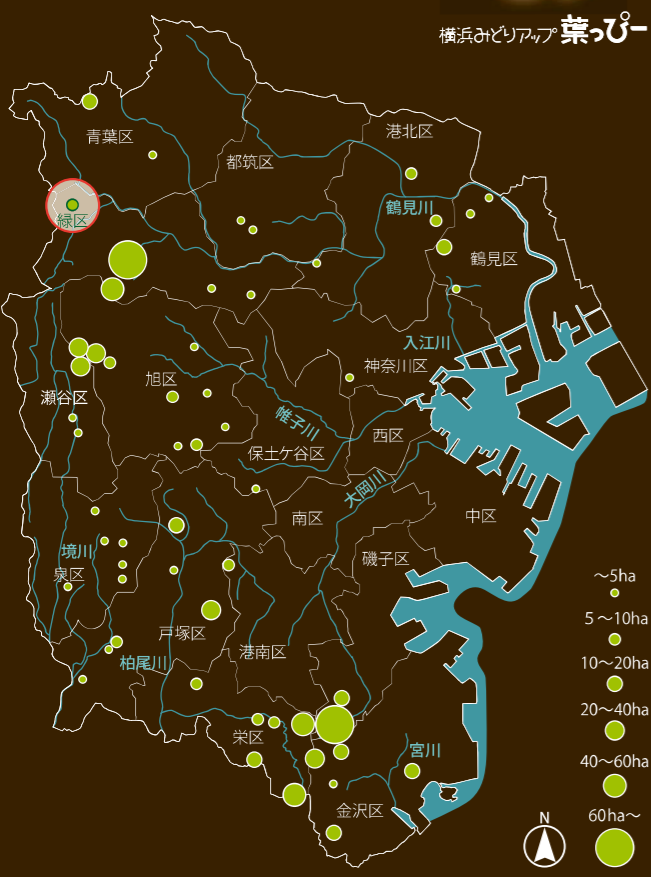 横浜みどりアップ 葉っぴー
青葉区
港北区
都筑区
鶴見川
緑区
鶴見区
入江川
神奈川区
旭区
瀬谷区
帷子川
西区
保土ケ谷区
大岡川
南区
中区
境川
磯子区
泉区
戸塚区
港南区
柏尾川
栄区
宮川
金沢区
～5ha
5～10ha
10～20ha
20～40ha
40～60ha
60ha～
N